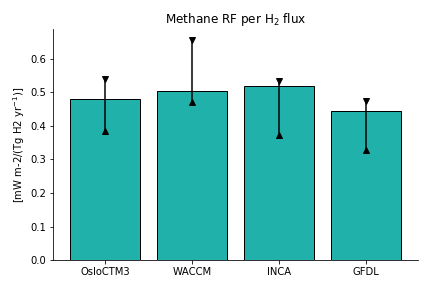 Methane RF per H₂ flux
[mW m-2/(Tg H2 yr⁻¹)]
0.6
0.5
0.4
0.3
0.2
0.1
0.0
OsloCTM3 WACCM INCA GFDL